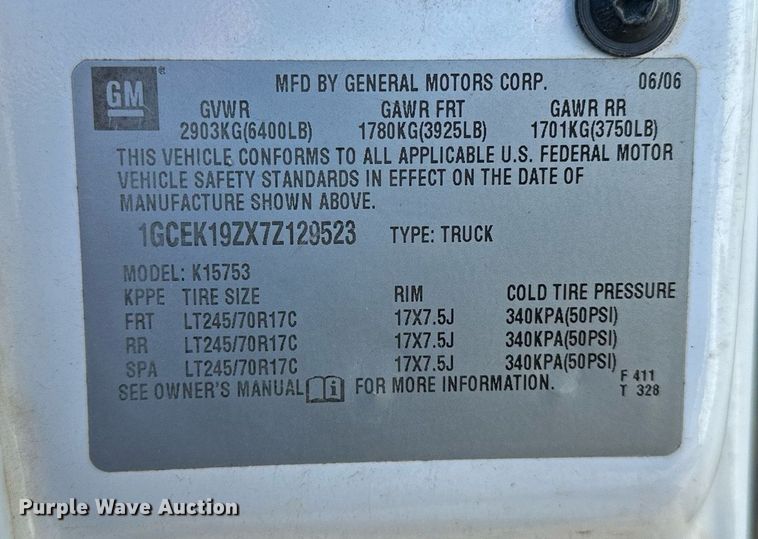 GM
MFD BY GENERAL MOTORS CORP. 06/06
GVWR GAWR FRT GAWR RR
2903KG(6400LB) 1780KG(3925LB) 1701KG(3750LB)
THIS VEHICLE CONFORMS TO ALL APPLICABLE U.S. FEDERAL MOTOR
VEHICLE SAFETY STANDARDS IN EFFECT ON THE DATE OF
MANUFACTURE SHOWN ABOVE.
1GCEK19ZX7Z129523 TYPE: TRUCK
MODEL: K15753
KPPE TIRE SIZE RIM COLD TIRE PRESSURE
FRT LT245/70R17C 17X7.5J 340KPA(50PSI)
RR LT245/70R17C 17X7.5J 340KPA(50PSI)
SPA LT245/70R17C 17X7.5J 340KPA(50PSI)
SEE OWNER'S MANUAL i FOR MORE INFORMATION. F 411
T 328
Purple Wave Auction